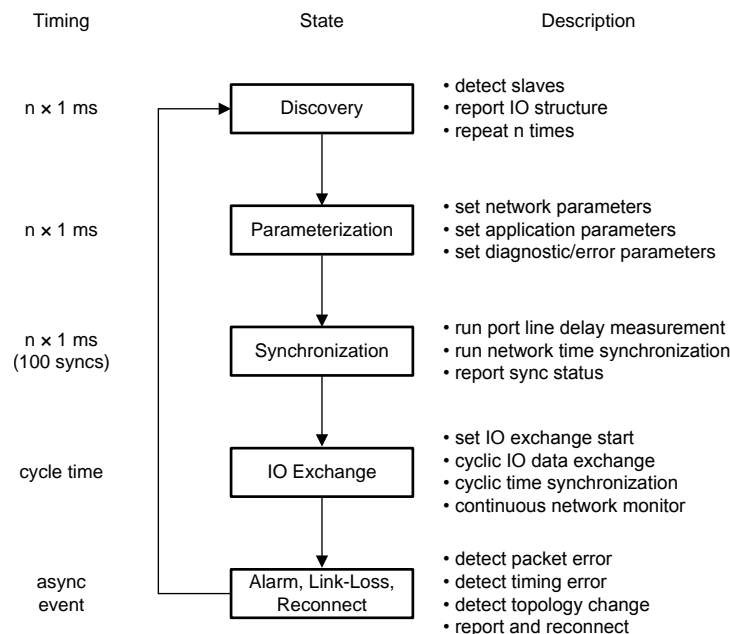 Timing State Description
n × 1 ms
Discovery
• detect slaves
• report IO structure
• repeat n times
n × 1 ms
Parameterization
• set network parameters
• set application parameters
• set diagnostic/error parameters
n × 1 ms
(100 syncs)
Synchronization
• run port line delay measurement
• run network time synchronization
• report sync status
cycle time
IO Exchange
• set IO exchange start
• cyclic IO data exchange
• cyclic time synchronization
• continuous network monitor
async
event
Alarm, Link-Loss,
Reconnect
• detect packet error
• detect timing error
• detect topology change
• report and reconnect